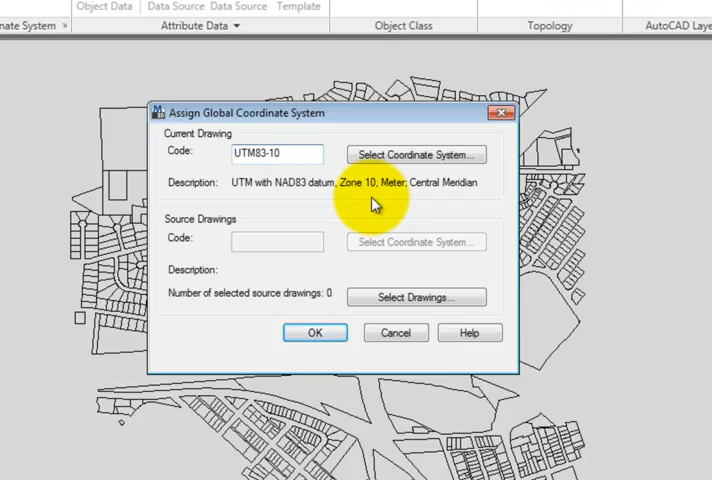 Object Data Data Source Data Source Template
nate System Attribute Data Object Class Topology AutoCAD Laye
Assign Global Coordinate System
Current Drawing
Code: UTM83-10 Select Coordinate System...
Description: UTM with NAD83 datum, Zone 10, Meter; Central Meridian
Source Drawings
Code: Select Coordinate System...
Description:
Number of selected source drawings: 0 Select Drawings...
OK Cancel Help